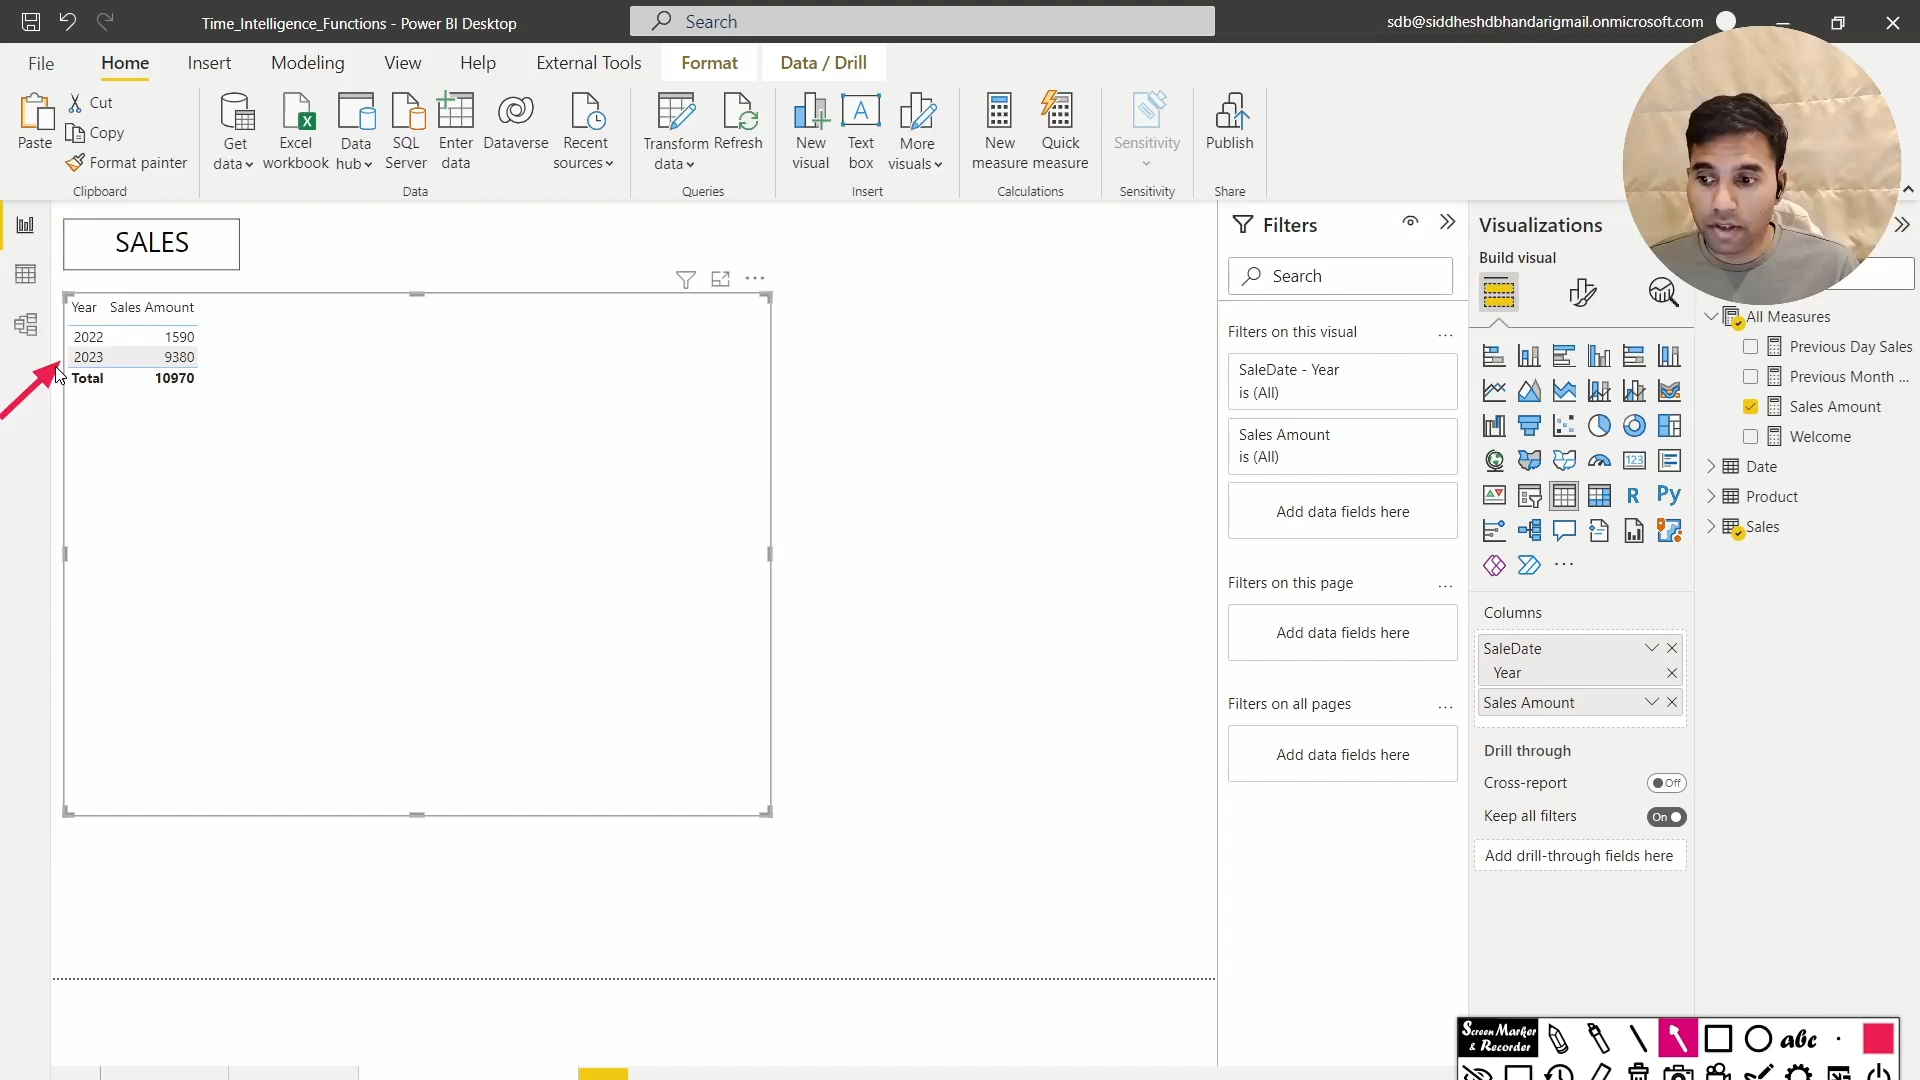 Time_Intelligence_Functions - Power BI Desktop
Search
sdb@siddheshdbhandarigmail.onmicrosoft.com
File
Home
Insert
Modeling
View
Help
External Tools
Format
Data / Drill
Paste
Cut
Copy
Format painter
Clipboard
Get data
Excel workbook
Data hub
SQL Server
Enter data
Dataverse
Recent sources
Data
Transform data
Refresh
Queries
New visual
Text box
More visuals
Insert
New measure
Quick measure
Calculations
Sensitivity
Sensitivity
Publish
Share
SALES
Year Sales Amount
2022 1590
2023 9380
Total 10970
Filters
Search
Filters on this visual
SaleDate - Year
is (All)
Sales Amount
is (All)
Add data fields here
Filters on this page
Add data fields here
Filters on all pages
Add data fields here
Visualizations
Build visual
123
R
Py
Columns
SaleDate
Year
Sales Amount
Drill through
Cross-report
Off
Keep all filters
On
Add drill-through fields here
All Measures
Previous Day Sales
Previous Month ...
Sales Amount
Welcome
Date
Product
Sales
Screen Marker
& Recorder
abc